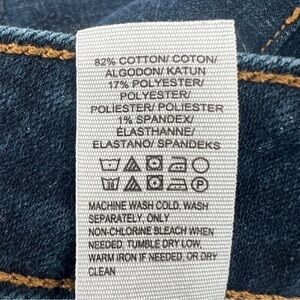 82% COTTON/ COTON/
ALGODON/ KATUN
17% POLYESTER/
POLYESTER/
POLIESTER/ POLIESTER
1% SPANDEX/
ÉLASTHANNE/
ELASTANO/ SPANDEKS
MACHINE WASH COLD, WASH
SEPARATELY, ONLY
NON-CHLORINE BLEACH WHEN
NEEDED, TUMBLE DRY LOW,
WARM IRON IF NEEDED, OR DRY
CLEAN